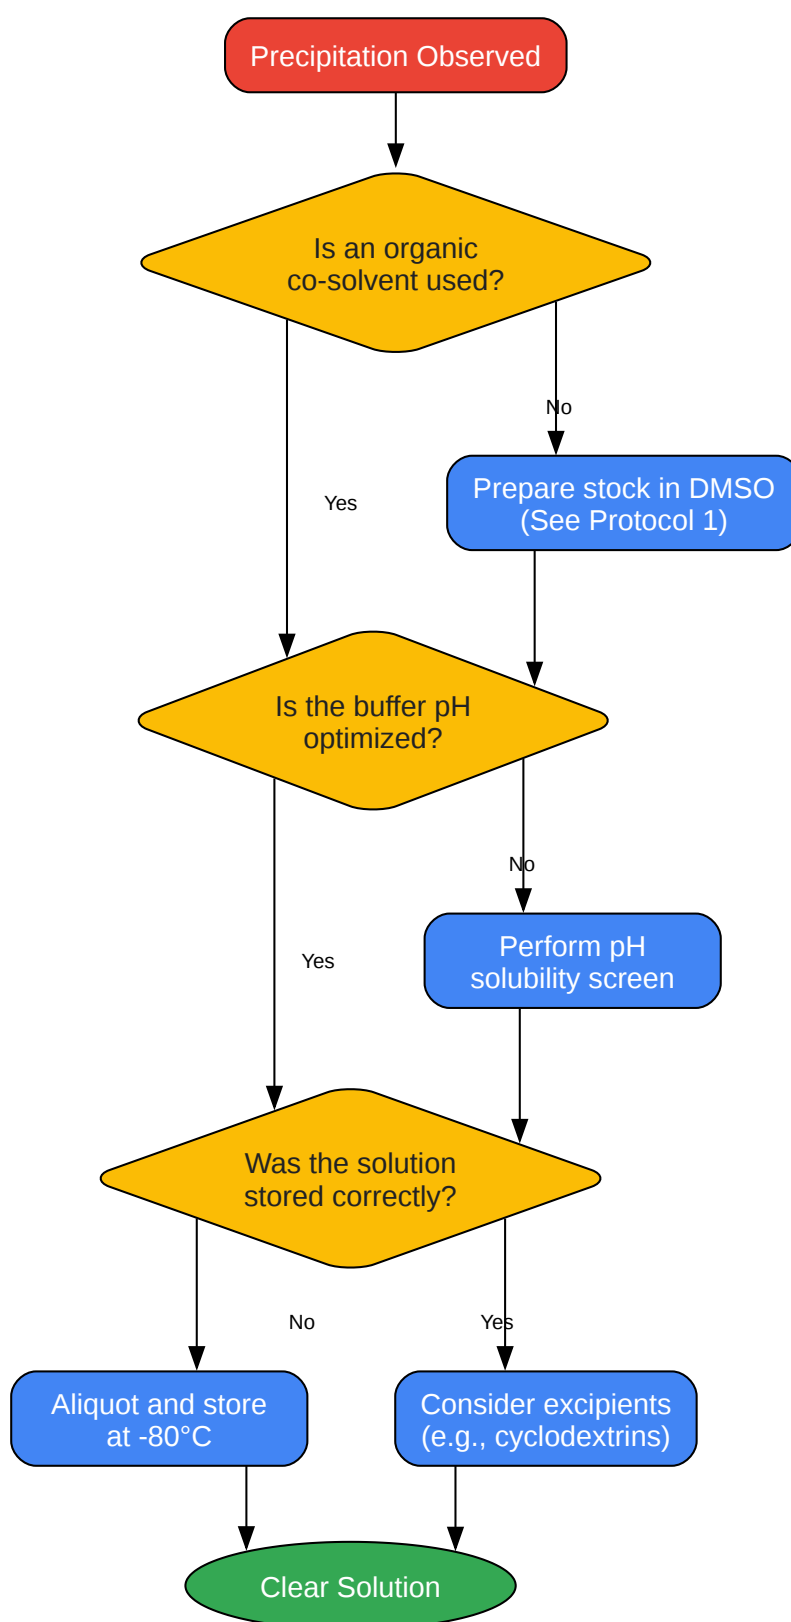 Precipitation Observed
Is an organic
co-solvent used?
No
Prepare stock in DMSO
(See Protocol 1)
Yes
Is the buffer pH
optimized?
No
Perform pH
solubility screen
Yes
Was the solution
stored correctly?
No
Yes
Aliquot and store
at -80°C
Consider excipients
(e.g., cyclodextrins)
Clear Solution